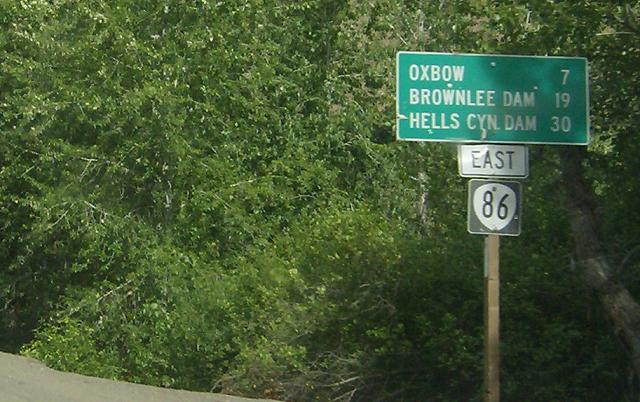 OXBOW 7
BROWNLEE DAM 19
HELLS CYN DAM 30
EAST
86